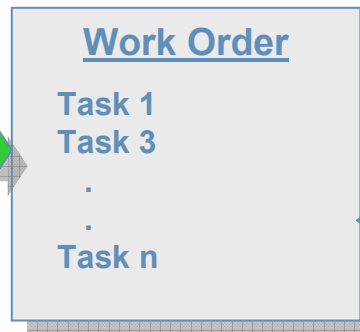 Work Order
Task 1
Task 3
.
.
Task n